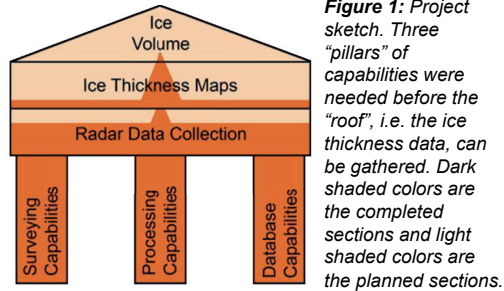 Ice
Volume
Ice Thickness Maps
Radar Data Collection
Surveying
Capabilities
Processing
Capabilities
Database
Capabilities
Figure 1: Project
sketch. Three
“pillars” of
capabilities were
needed before the
“roof”, i.e. the ice
thickness data, can
be gathered. Dark
shaded colors are
the completed
sections and light
shaded colors are
the planned sections.